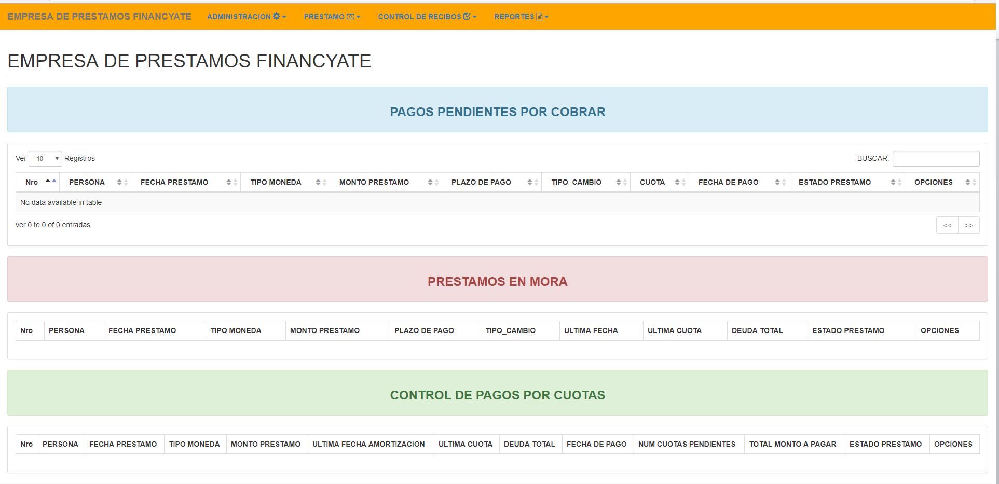 EMPRESA DE PRESTAMOS FINANCYATE ADMINISTRACION PRESTAMO CONTROL DE RECIBOS REPORTES
EMPRESA DE PRESTAMOS FINANCYATE
PAGOS PENDIENTES POR COBRAR
Ver 10 Registros BUSCAR:
Nro PERSONA FECHA PRESTAMO TIPO MONEDA MONTO PRESTAMO PLAZO DE PAGO TIPO_CAMBIO CUOTA FECHA DE PAGO ESTADO PRESTAMO OPCIONES
No data available in table
ver 0 to 0 of 0 entradas << >>
PRESTAMOS EN MORA
Nro PERSONA FECHA PRESTAMO TIPO MONEDA MONTO PRESTAMO PLAZO DE PAGO TIPO_CAMBIO ULTIMA FECHA ULTIMA CUOTA DEUDA TOTAL ESTADO PRESTAMO OPCIONES
CONTROL DE PAGOS POR CUOTAS
Nro PERSONA FECHA PRESTAMO TIPO MONEDA MONTO PRESTAMO ULTIMA FECHA AMORTIZACION ULTIMA CUOTA DEUDA TOTAL FECHA DE PAGO NUM CUOTAS PENDIENTES TOTAL MONTO A PAGAR ESTADO PRESTAMO OPCIONES